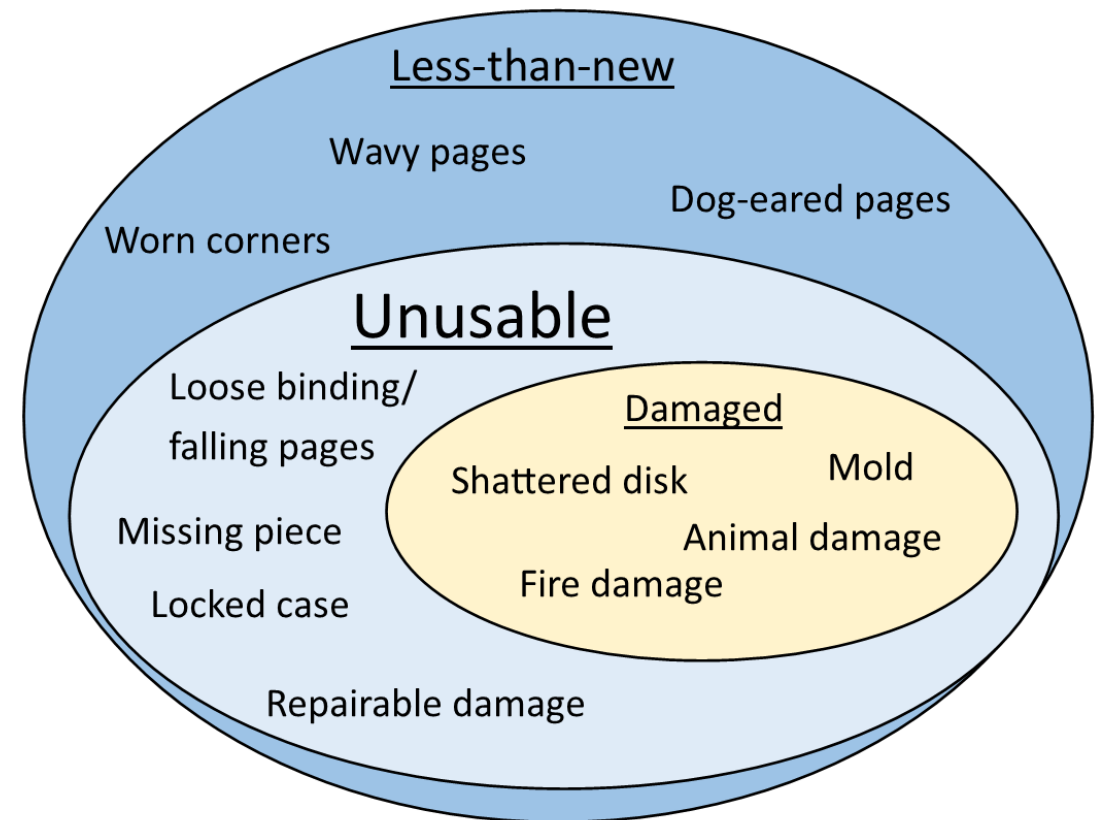 Less-than-new
Wavy pages
Dog-eared pages
Worn corners
Unusable
Loose binding/
falling pages
Damaged
Mold
Shattered disk
Missing piece
Animal damage
Fire damage
Locked case
Repairable damage